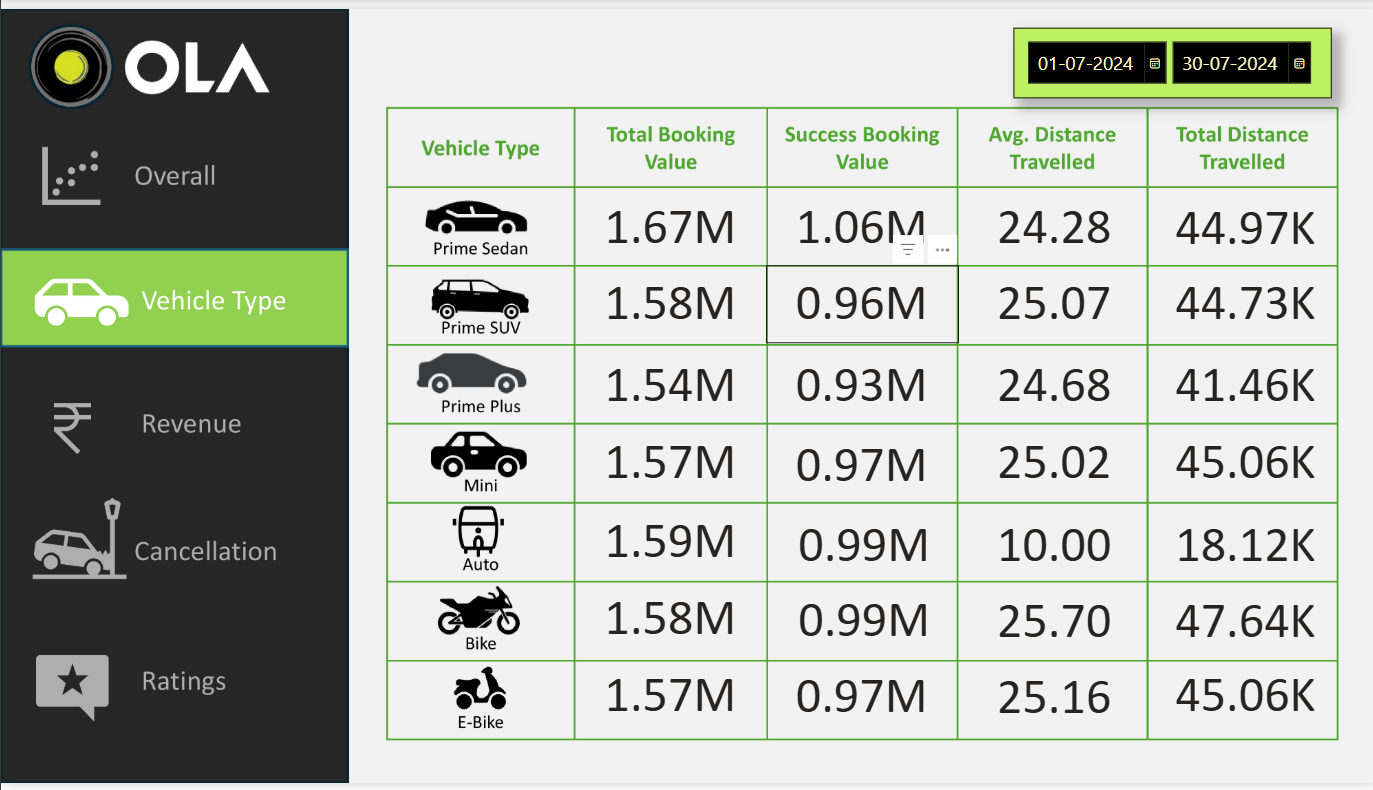 OLA
01-07-2024 30-07-2024
Overall
Vehicle Type
Revenue
Cancellation
Ratings
Vehicle Type Total Booking Value Success Booking Value Avg. Distance Travelled Total Distance Travelled
Prime Sedan 1.67M 1.06M 24.28 44.97K
Prime SUV 1.58M 0.96M 25.07 44.73K
Prime Plus 1.54M 0.93M 24.68 41.46K
Mini 1.57M 0.97M 25.02 45.06K
Auto 1.59M 0.99M 10.00 18.12K
Bike 1.58M 0.99M 25.70 47.64K
E-Bike 1.57M 0.97M 25.16 45.06K